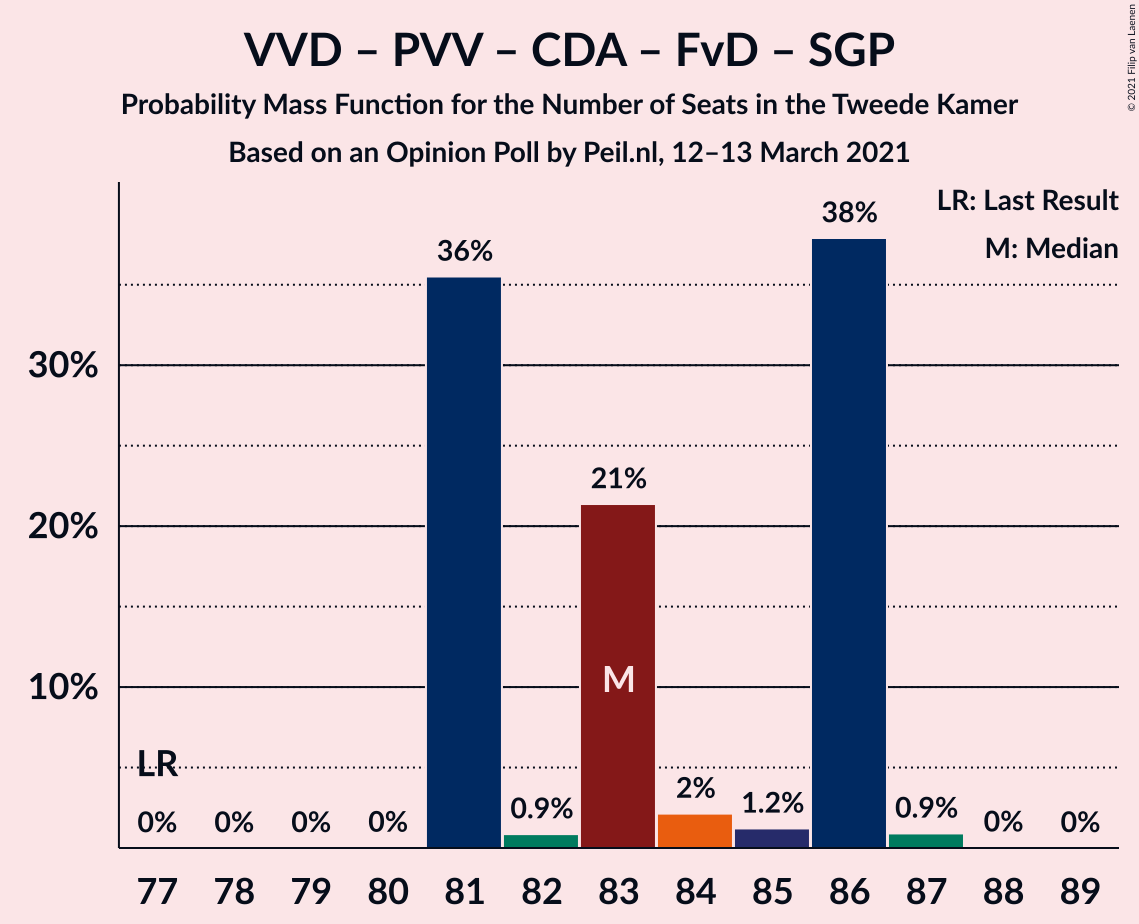 VVD – PVV – CDA – FvD – SGP
Probability Mass Function for the Number of Seats in the Tweede Kamer
Based on an Opinion Poll by Peil.nl, 12–13 March 2021
© 2021 Filip van Laenen
LR: Last Result
M: Median
38%
36%
30%
21%
20%
M
10%
LR
0% 0% 0% 0% 0.9% 2% 1.2% 0.9% 0% 0%
77 78 79 80 81 82 83 84 85 86 87 88 89